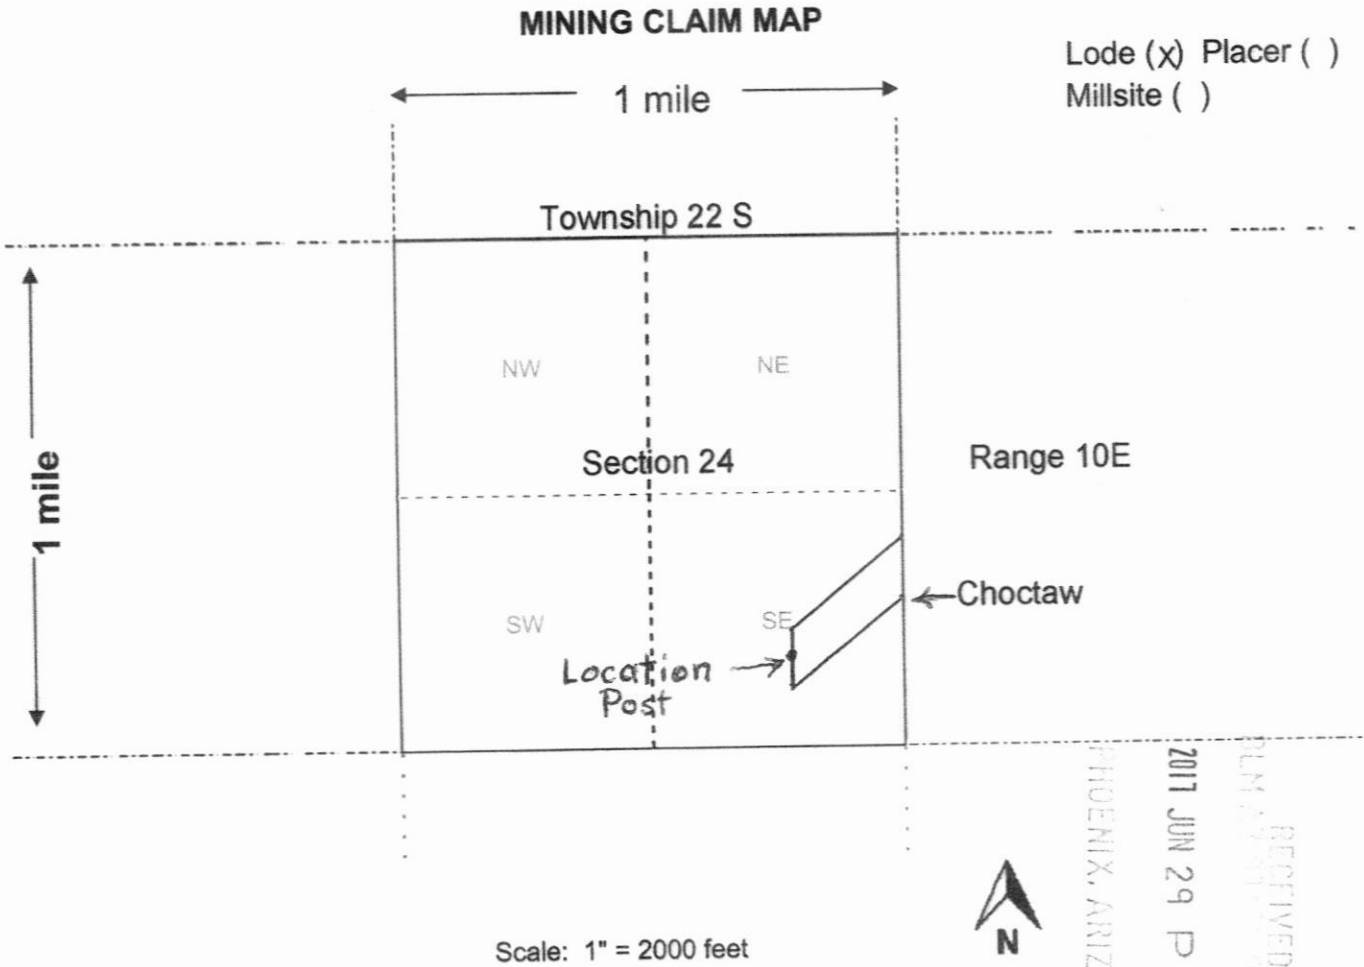 MINING CLAIM MAP
Lode (x) Placer ( )
Millsite ( )
1 mile
Township 22 S
NW
NE
1 mile
Section 24
Range 10E
SW
SE
Choctaw
Location
Post
RECEIVED
BLM
2017 JUN 29 P
PHOENIX, ARIZ
N
Scale: 1" = 2000 feet